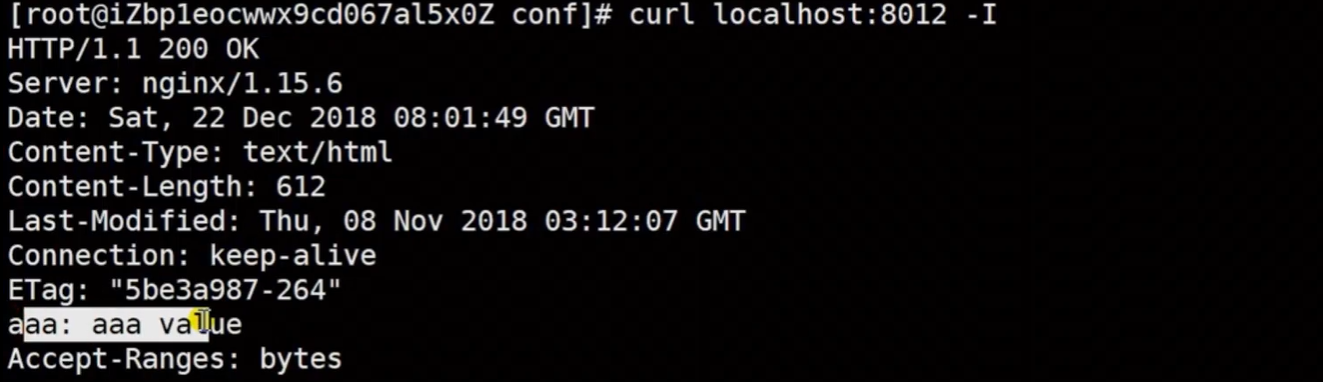 [root@iZbp1eocwwx9cd067al5x0Z conf]# curl localhost:8012 -I
HTTP/1.1 200 OK
Server: nginx/1.15.6
Date: Sat, 22 Dec 2018 08:01:49 GMT
Content-Type: text/html
Content-Length: 612
Last-Modified: Thu, 08 Nov 2018 03:12:07 GMT
Connection: keep-alive
ETag: "5be3a987-264"
aaa: aaa value
Accept-Ranges: bytes